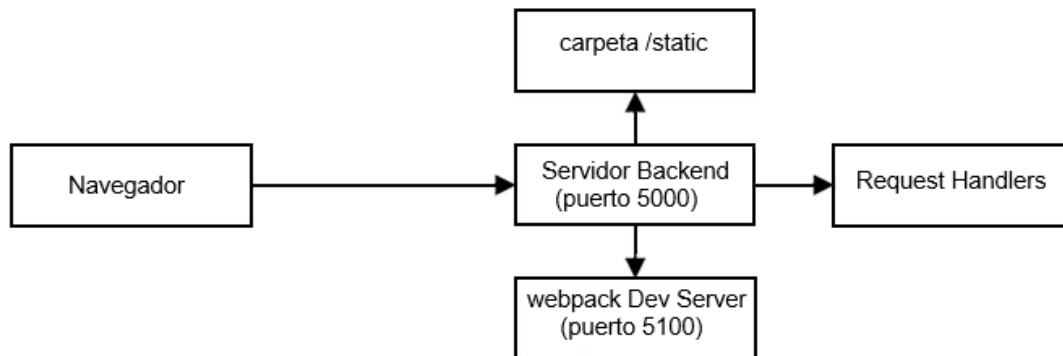 carpeta /static
Navegador
Servidor Backend
(puerto 5000)
Request Handlers
webpack Dev Server
(puerto 5100)